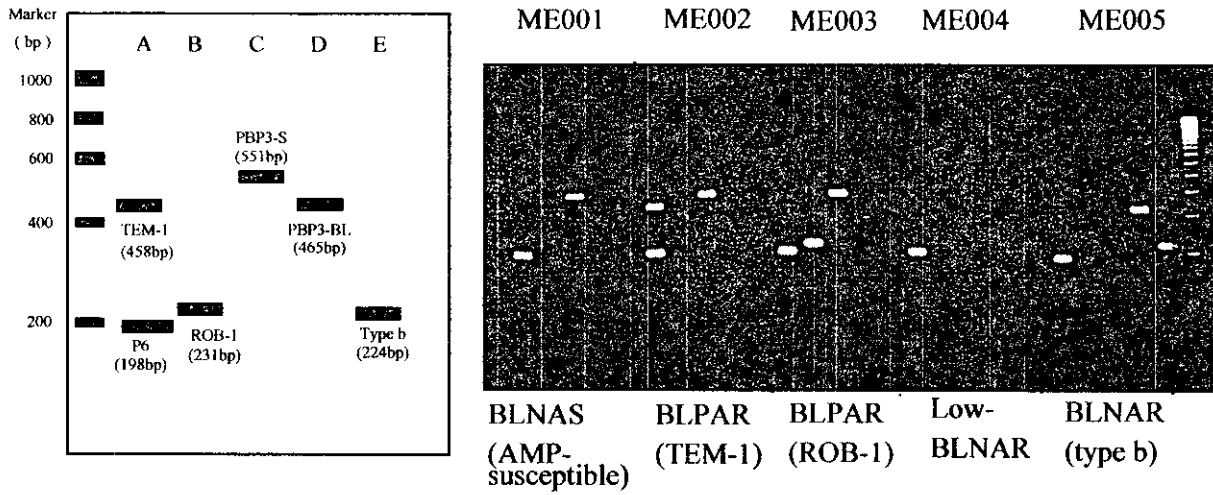 Marker
( bp )
A B C D E
1000
800
600
400
200
PBP3-S
(551bp)
TEM-1
(458bp)
PBP3-BL
(465bp)
P6
(198bp)
ROB-1
(231bp)
Type b
(224bp)
ME001 ME002 ME003 ME004 ME005
BLNAS
(AMP-
susceptible)
BLPAR
(TEM-1)
BLPAR
(ROB-1)
Low-
BLNAR
BLNAR
(type b)